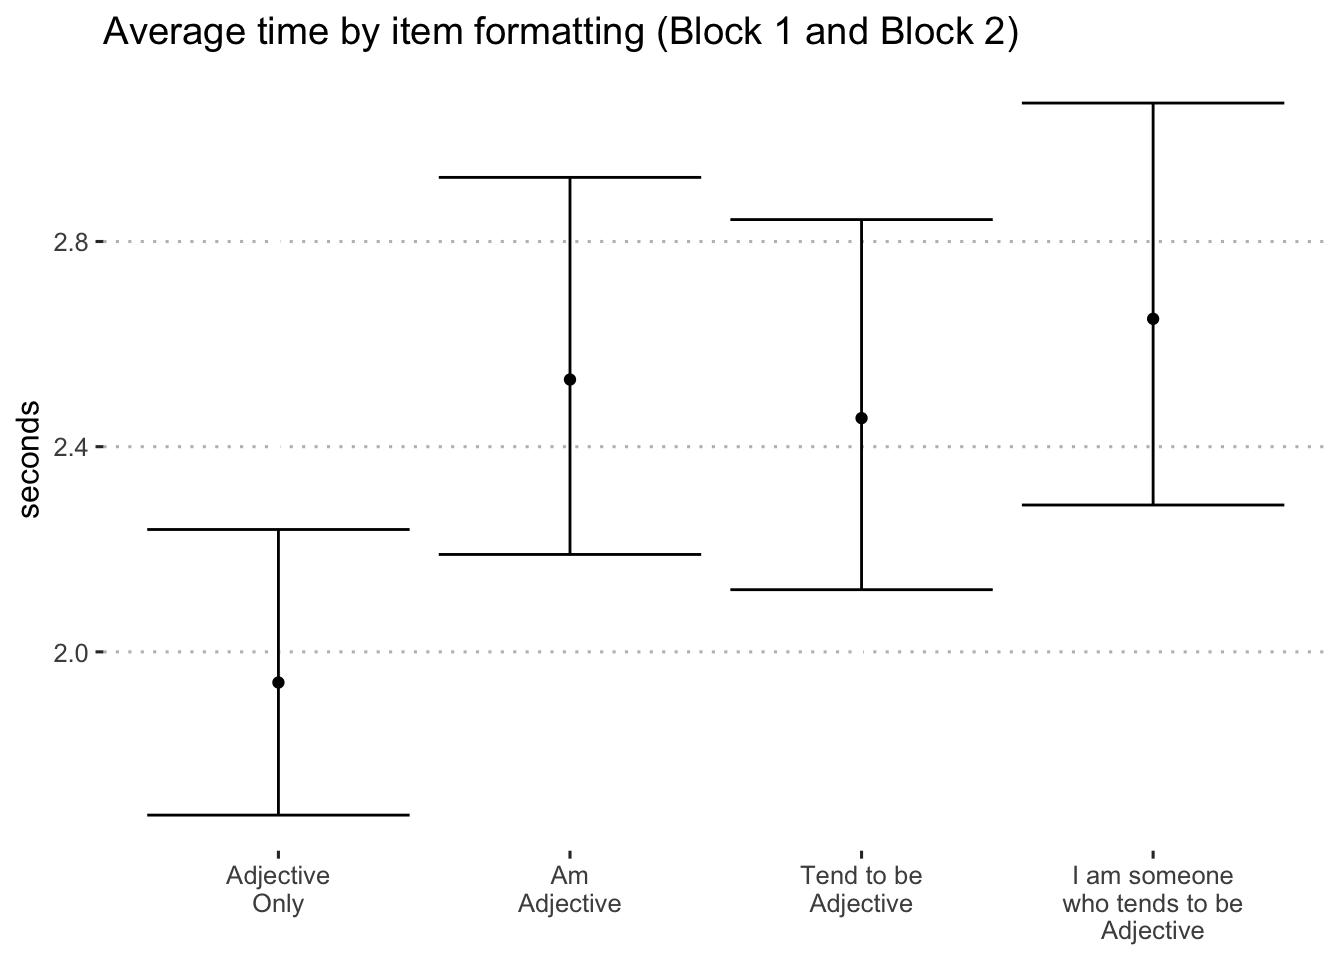 Average time by item formatting (Block 1 and Block 2)
seconds
2.8
2.4
2.0
Adjective
Only
Am
Adjective
Tend to be
Adjective
I am someone
who tends to be
Adjective